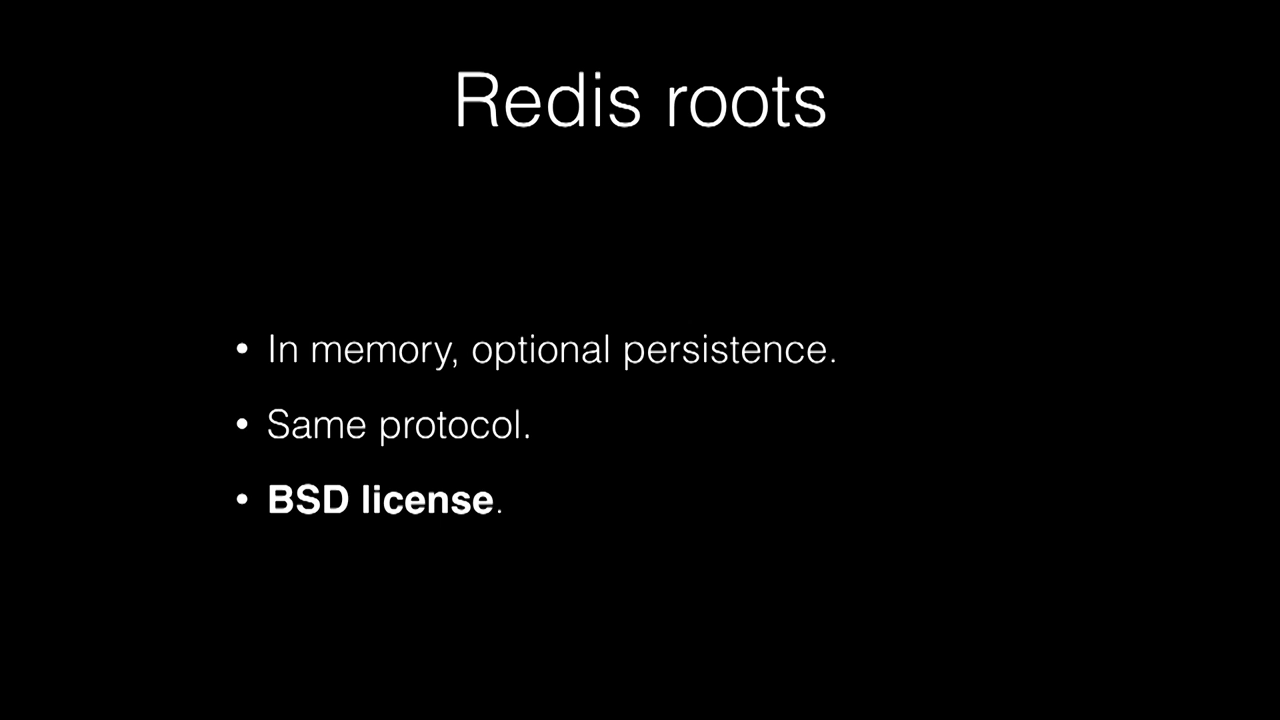 Redis roots
• In memory, optional persistence.
• Same protocol.
• BSD license.